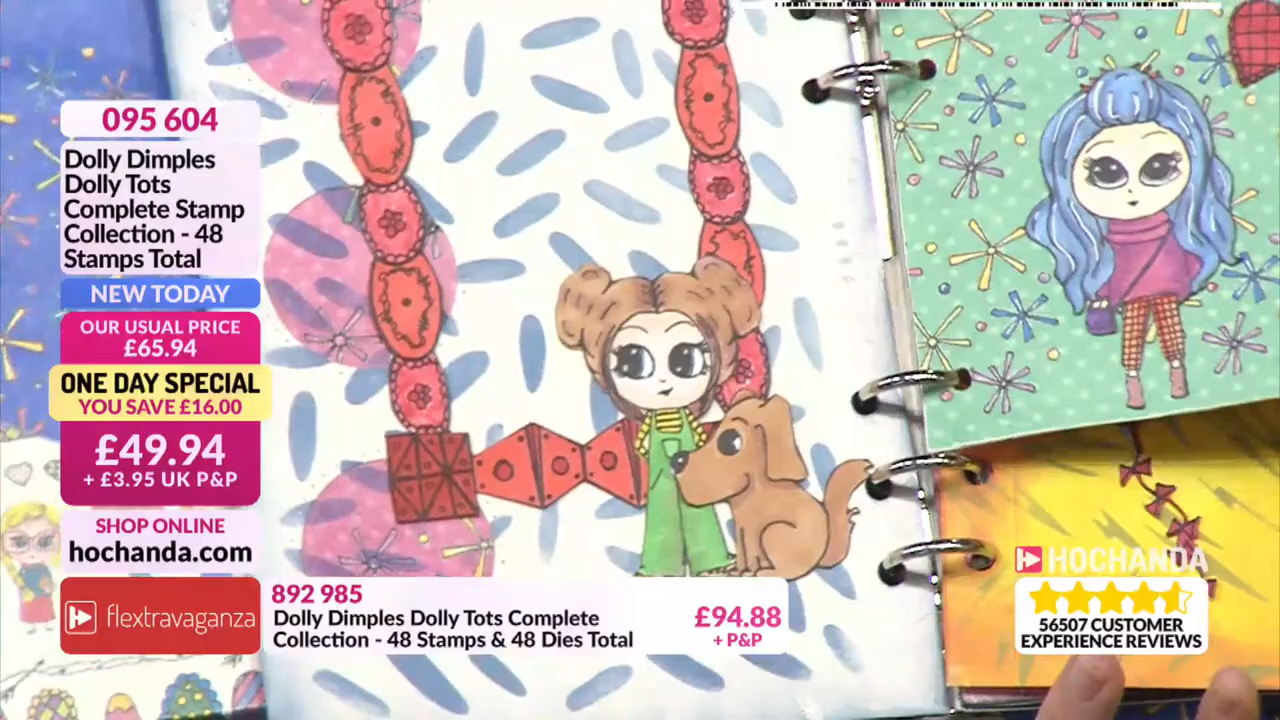 095 604
Dolly Dimples
Dolly Tots
Complete Stamp
Collection - 48
Stamps Total
NEW TODAY
OUR USUAL PRICE
£65.94
ONE DAY SPECIAL
YOU SAVE £16.00
£49.94
+ £3.95 UK P&P
SHOP ONLINE
hochanda.com
flextravaganza
892 985
Dolly Dimples Dolly Tots Complete
Collection - 48 Stamps & 48 Dies Total
£94.88
+ P&P
HOCHANDA
56507 CUSTOMER
EXPERIENCE REVIEWS